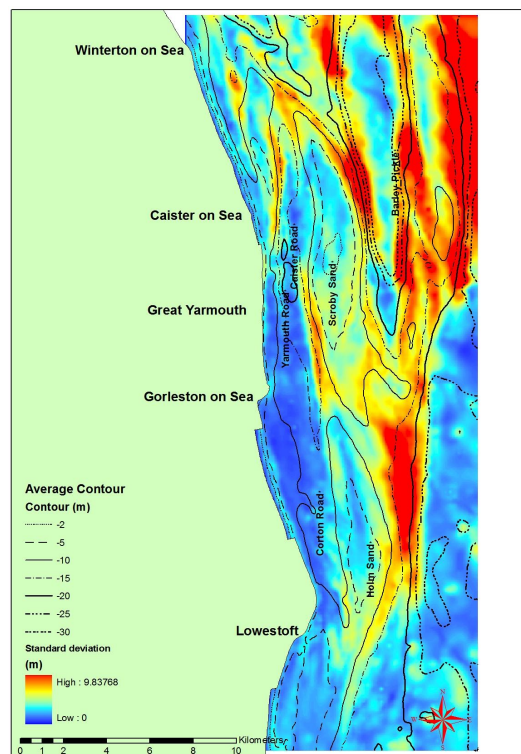 Winterton on Sea
Caister on Sea
Great Yarmouth
Gorleston on Sea
Lowestoft
Barley Pickle
Caister Road
Scroby Sand
Yarmouth Road
Corton Road
Holm Sand
Average Contour
Contour (m)
-2
-5
-10
-15
-20
-25
-30
Standard deviation
(m)
High : 9.83768
Low : 0
Kilometers
0 1 2 4 6 8 10
N
W E
S